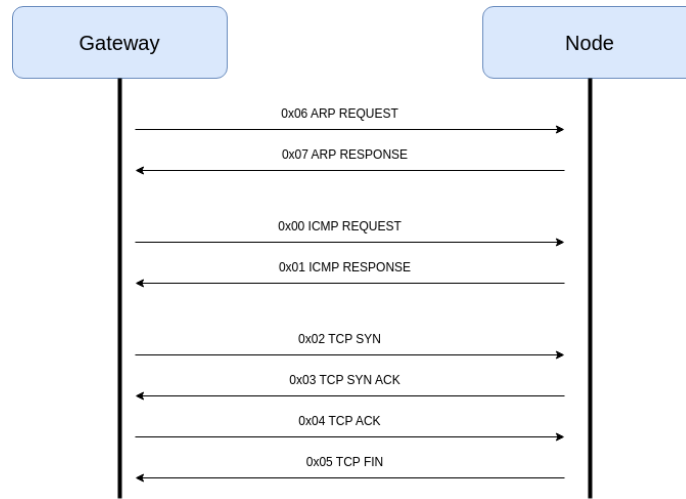 Gateway
Node
0x06 ARP REQUEST
0x07 ARP RESPONSE
0x00 ICMP REQUEST
0x01 ICMP RESPONSE
0x02 TCP SYN
0x03 TCP SYN ACK
0x04 TCP ACK
0x05 TCP FIN